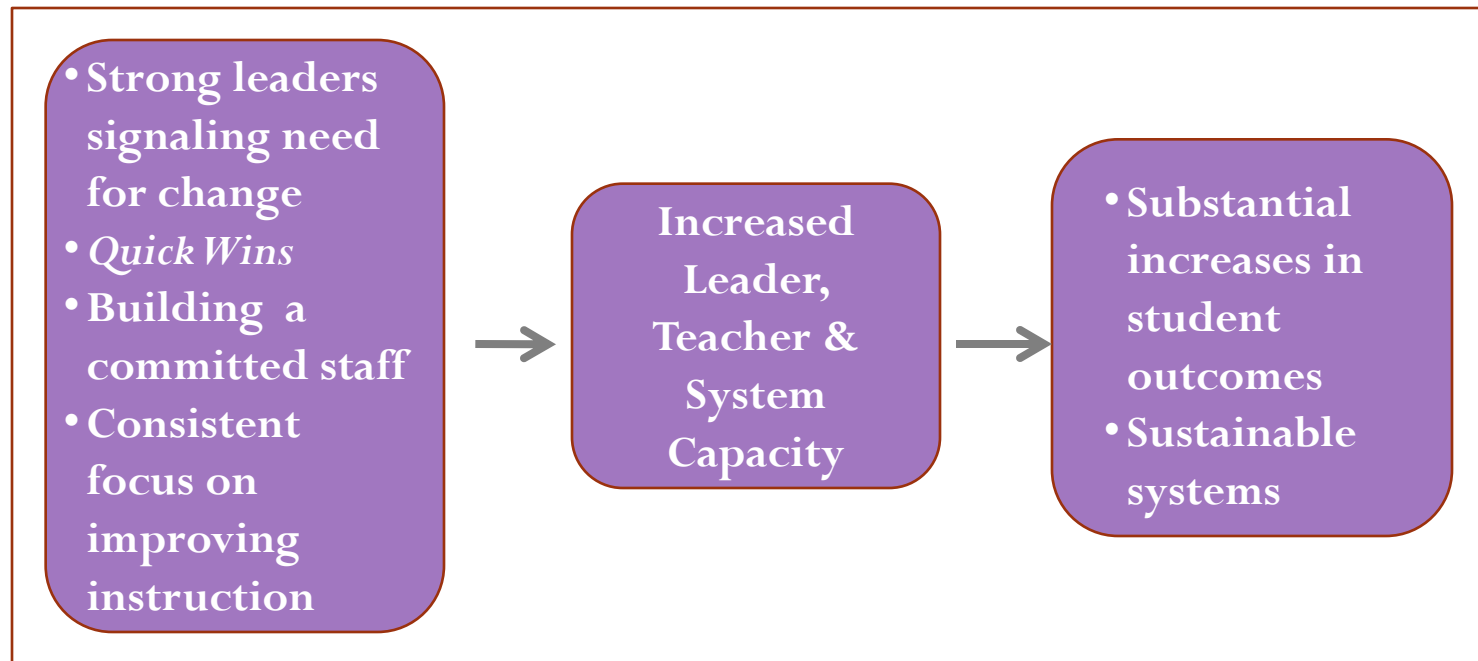 • Strong leaders
signaling need
for change
• Quick Wins
• Building a
committed staff
• Consistent
focus on
improving
instruction
Increased
Leader,
Teacher &
System
Capacity
• Substantial
increases in
student
outcomes
• Sustainable
systems